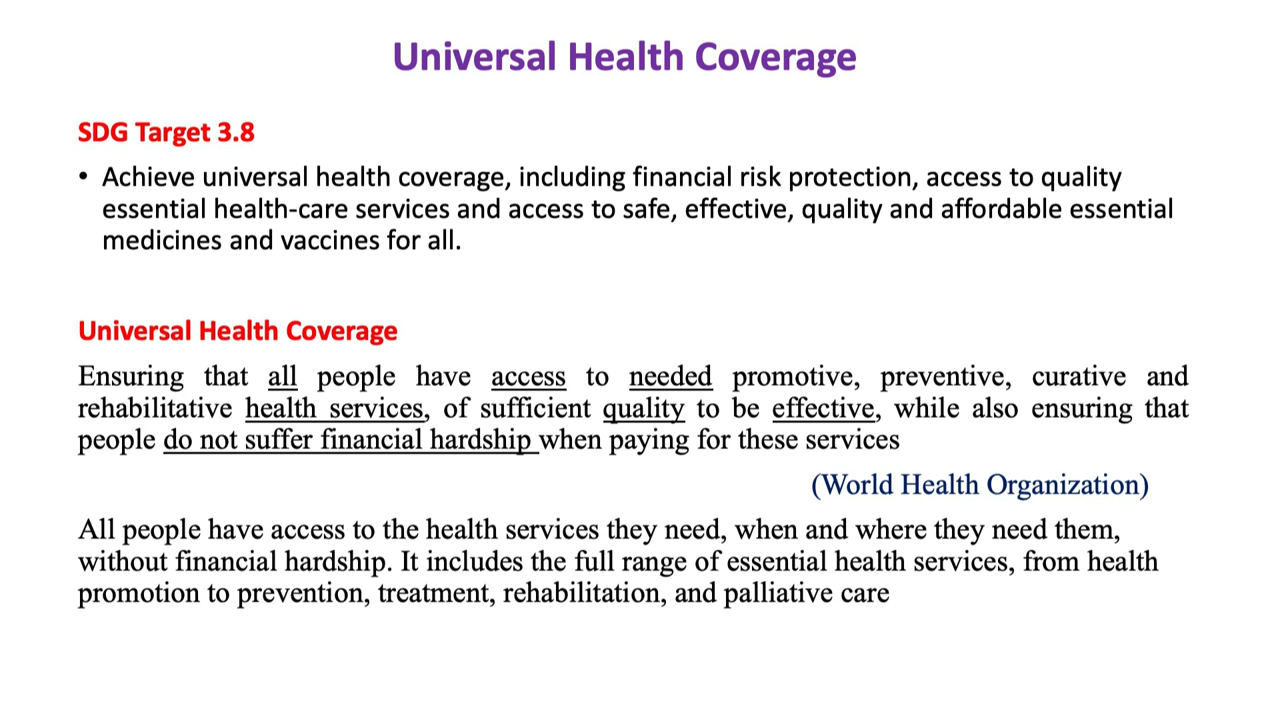 Universal Health Coverage
SDG Target 3.8
• Achieve universal health coverage, including financial risk protection, access to quality
essential health-care services and access to safe, effective, quality and affordable essential
medicines and vaccines for all.
Universal Health Coverage
Ensuring that all people have access to needed promotive, preventive, curative and
rehabilitative health services, of sufficient quality to be effective, while also ensuring that
people do not suffer financial hardship when paying for these services
(World Health Organization)
All people have access to the health services they need, when and where they need them,
without financial hardship. It includes the full range of essential health services, from health
promotion to prevention, treatment, rehabilitation, and palliative care